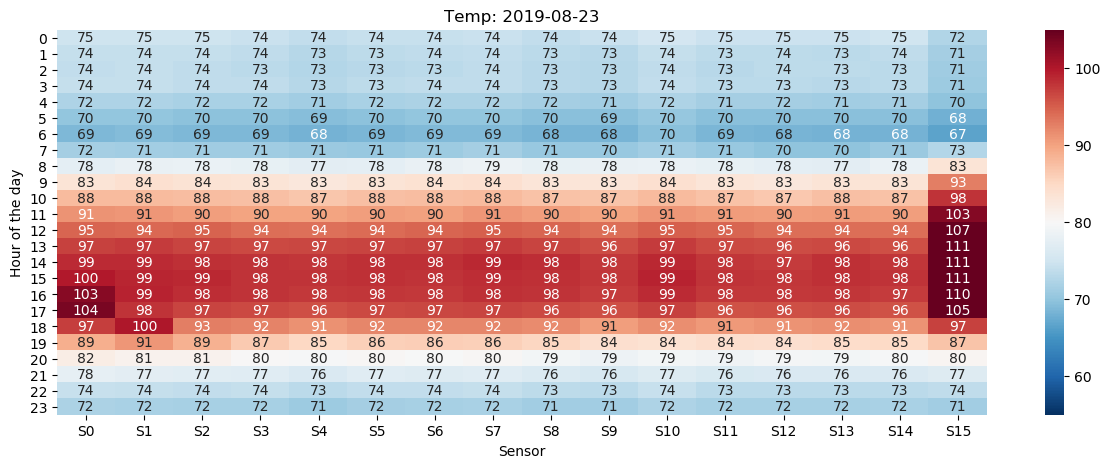 Temp: 2019-08-23
0 75 75 75 74 74 74 74 74 74 74 75 75 75 75 75 72
1 74 74 74 74 73 73 74 74 73 73 74 73 74 73 74 71
2 74 74 74 73 73 73 73 74 73 73 74 73 74 73 73 71
3 74 74 74 73 73 73 73 74 73 73 74 73 73 73 73 71
4 72 72 72 72 71 72 72 72 72 71 72 71 72 71 71 70
5 70 70 70 70 69 70 70 70 70 69 70 70 70 70 70 68
6 69 69 69 69 68 69 69 69 68 68 70 69 68 68 68 67
7 72 71 71 71 71 71 71 71 71 70 71 71 70 70 71 73
8 78 78 78 78 77 78 78 79 78 78 78 78 78 77 78 83
9 83 84 84 83 83 83 84 84 83 83 84 83 83 83 83 93
10 88 88 88 88 87 88 88 88 87 87 88 88 87 88 87 98
11 91 91 90 90 90 90 90 91 90 90 91 91 90 91 90 103
12 95 94 95 94 94 94 94 95 94 94 95 95 94 94 94 107
13 97 97 97 97 97 97 97 97 97 96 97 97 96 96 96 111
14 99 99 98 98 98 98 98 99 98 98 99 98 97 98 98 111
15 100 99 99 98 98 98 98 99 98 98 99 98 98 98 98 111
16 103 99 98 98 98 98 98 98 98 97 99 98 98 98 97 110
17 104 98 97 97 96 96 97 97 96 96 97 96 96 96 96 105
18 97 100 93 92 91 92 92 92 92 91 92 91 91 92 91 97
19 89 91 89 87 85 86 86 86 85 84 84 84 84 85 85 87
20 82 81 81 80 80 80 80 80 79 79 79 79 79 79 80 80
21 78 77 77 77 76 77 77 77 76 76 77 76 76 76 76 77
22 74 74 74 74 73 74 74 74 73 73 74 73 73 73 73 74
23 72 72 72 72 71 72 72 72 71 71 72 72 72 72 72 71
S0 S1 S2 S3 S4 S5 S6 S7 S8 S9 S10 S11 S12 S13 S14 S15
Sensor
Hour of the day
100
90
80
70
60